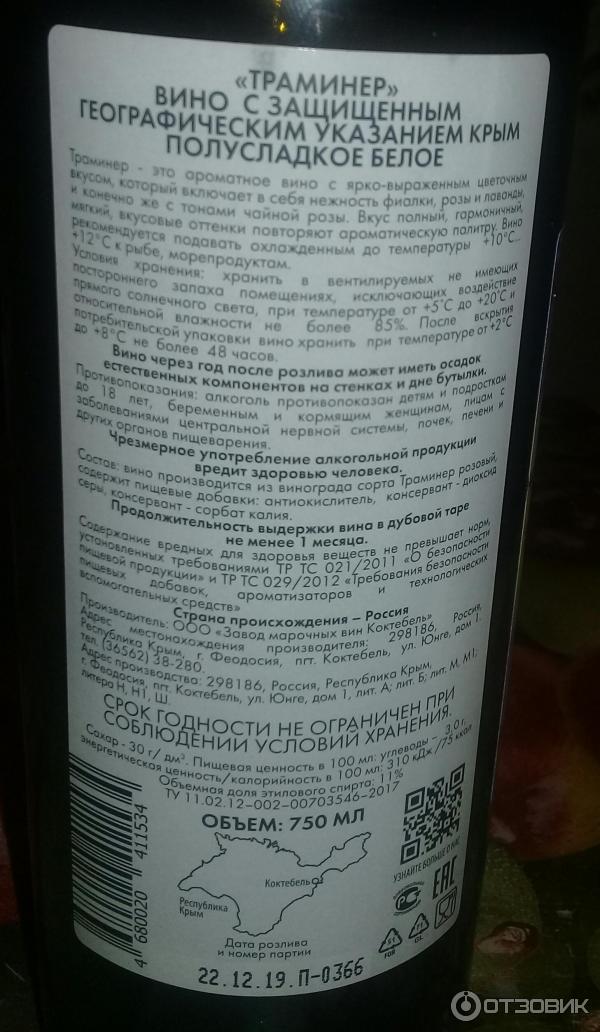 «ТРАМИНЕР»
ВИНО С ЗАЩИЩЕННЫМ
ГЕОГРАФИЧЕСКИМ УКАЗАНИЕМ КРЫМ
ПОЛУСЛАДКОЕ БЕЛОЕ
Траминер - это ароматное вино с ярко-выраженным цветочным
вкусом, который включает в себя нежность фиалки, розы и лаванды,
и конечно же с тонами чайной розы. Вкус полный, гармоничный,
мягкий, вкусовые оттенки повторяют ароматическую палитру. Вино
рекомендуется подавать охлажденным до температуры +10°С...
+12°С к рыбе, морепродуктам.
Условия хранения: хранить в вентилируемых не имеющих
постороннего запаха помещениях, исключающих воздействие
прямого солнечного света, при температуре от +5°С до +20°С и
относительной влажности не более 85%. После вскрытия
потребительской упаковки вино хранить при температуре от +2°С
до +8°С не более 48 часов.
Вино через год после розлива может иметь осадок
естественных компонентов на стенках и дне бутылки.
Противопоказания: алкоголь противопоказан детям и подросткам
до 18 лет, беременным и кормящим женщинам, лицам с
заболеваниями центральной нервной системы, почек, печени и
других органов пищеварения.
Чрезмерное употребление алкогольной продукции
вредит здоровью человека.
Состав: вино производится из винограда сорта Траминер розовый,
содержит пищевые добавки: антиокислитель, консервант - диоксид
серы, консервант - сорбат калия.
Продолжительность выдержки вина в дубовой таре
не менее 1 месяца.
Содержание вредных для здоровья веществ не превышает норм,
установленных требованиями ТР ТС 021/2011 «О безопасности
пищевой продукции» и ТР ТС 029/2012 «Требования безопасности
пищевых добавок, ароматизаторов и технологических
вспомогательных средств»
Страна происхождения – Россия
Производитель: ООО «Завод марочных вин Коктебель»
Адрес местонахождения производителя: 298186, Россия,
Республика Крым, г. Феодосия, пгт. Коктебель, ул. Юнге, дом 1.
тел. (36562) 38-280.
Адрес производства: 298186, Россия, Республика Крым,
г. Феодосия, пгт. Коктебель, ул. Юнге, дом 1, лит. А; лит. Б; лит. М, М1;
литера Н, Н1, Ш.
СРОК ГОДНОСТИ НЕ ОГРАНИЧЕН ПРИ
СОБЛЮДЕНИИ УСЛОВИЙ ХРАНЕНИЯ.
Сахар - 30 г/ дм³. Пищевая ценность в 100 мл: углеводы – 3,0 г,
энергетическая ценность/калорийность в 100 мл: 310 кДж /75 ккал
Объемная доля этилового спирта: 11%
ТУ 11.02.12–002–00703546–2017
ОБЪЕМ: 750 МЛ
4 680020 411534
Коктебель
Республика
Крым
УЗНАЙТЕ БОЛЬШЕ О НАС
EAC
Дата розлива
и номер партии
22.12.19.П-0366
ОТЗОВИК